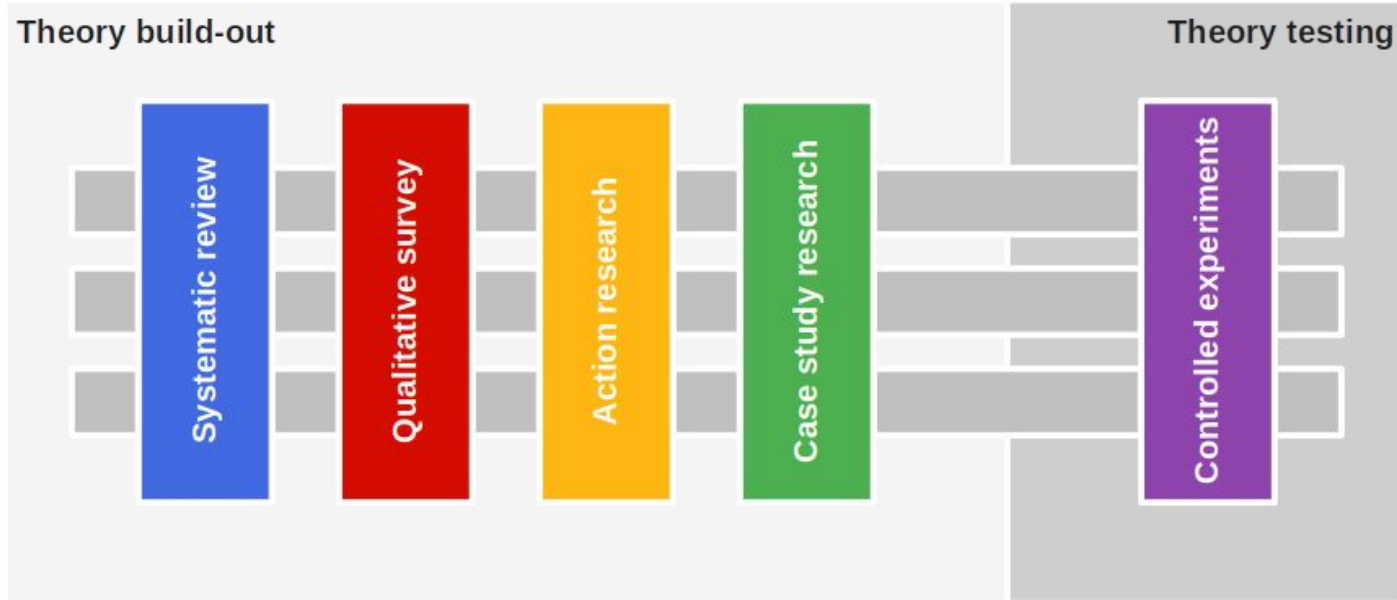 Theory build-out
Theory testing
Systematic review
Qualitative survey
Action research
Case study research
Controlled experiments